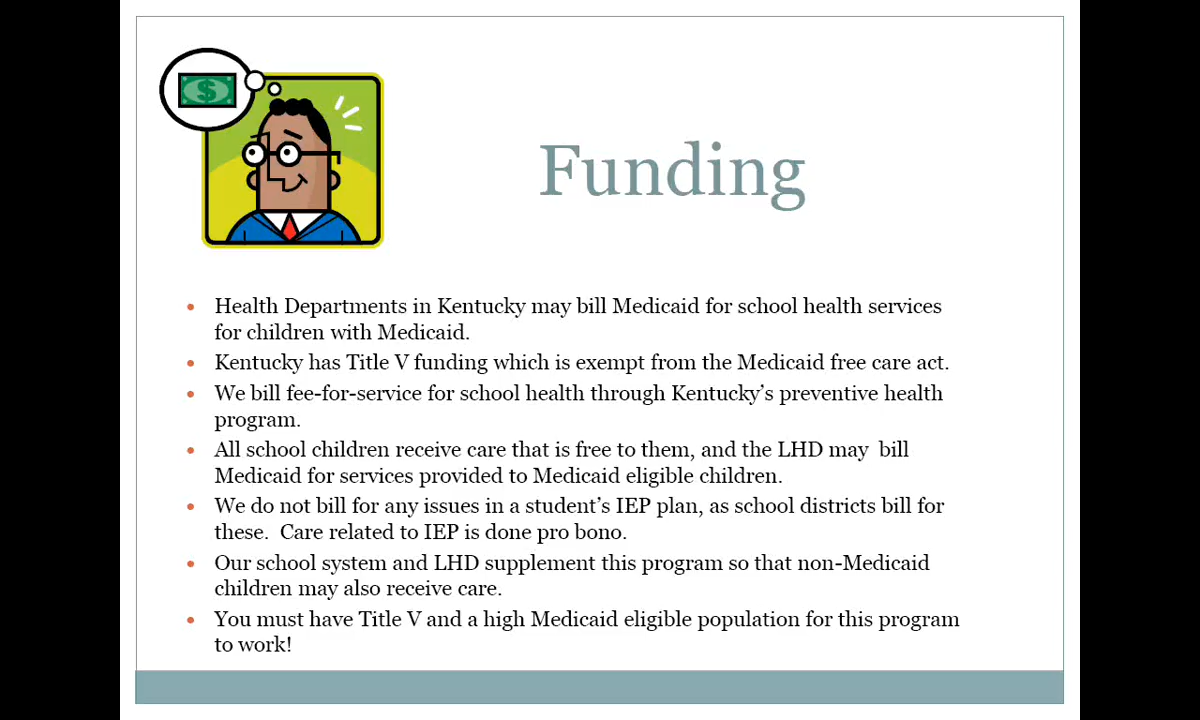 $
Funding
• Health Departments in Kentucky may bill Medicaid for school health services
for children with Medicaid.
• Kentucky has Title V funding which is exempt from the Medicaid free care act.
• We bill fee-for-service for school health through Kentucky’s preventive health
program.
• All school children receive care that is free to them, and the LHD may  bill
Medicaid for services provided to Medicaid eligible children.
• We do not bill for any issues in a student’s IEP plan, as school districts bill for
these.  Care related to IEP is done pro bono.
• Our school system and LHD supplement this program so that non-Medicaid
children may also receive care.
• You must have Title V and a high Medicaid eligible population for this program
to work!